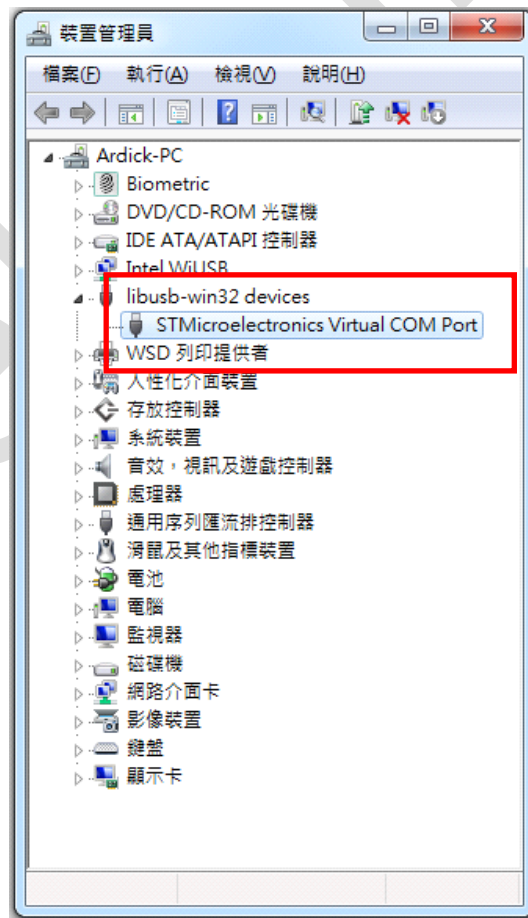 裝置管理員
檔案(F) 執行(A) 檢視(V) 說明(H)
Ardick-PC
Biometric
DVD/CD-ROM 光碟機
IDE ATA/ATAPI 控制器
Intel WiUSB
libusb-win32 devices
STMicroelectronics Virtual COM Port
WSD 列印提供者
人性化介面裝置
存放控制器
系統裝置
音效，視訊及遊戲控制器
處理器
通用序列匯流排控制器
滑鼠及其他指標裝置
電池
電腦
監視器
磁碟機
網路介面卡
影像裝置
鍵盤
顯示卡